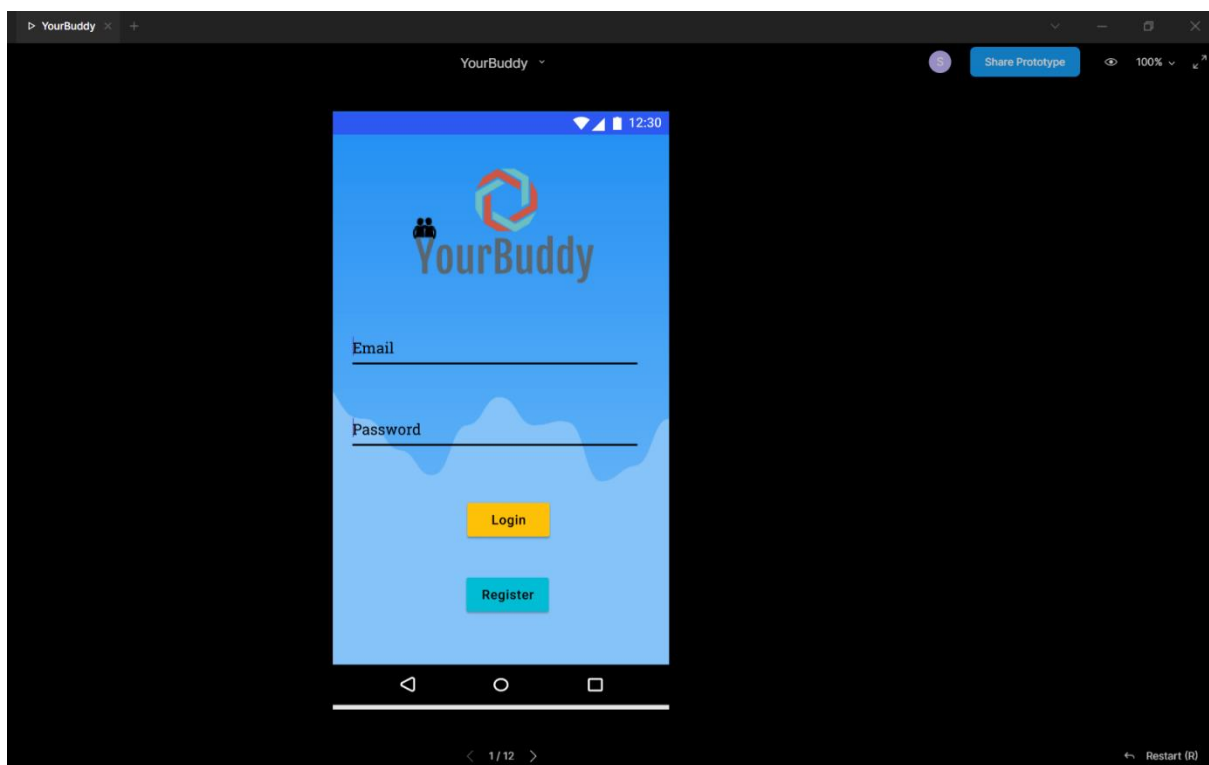 YourBuddy
YourBuddy
S
Share Prototype
100%
12:30
YourBuddy
Email
Password
Login
Register
1 / 12
Restart (R)